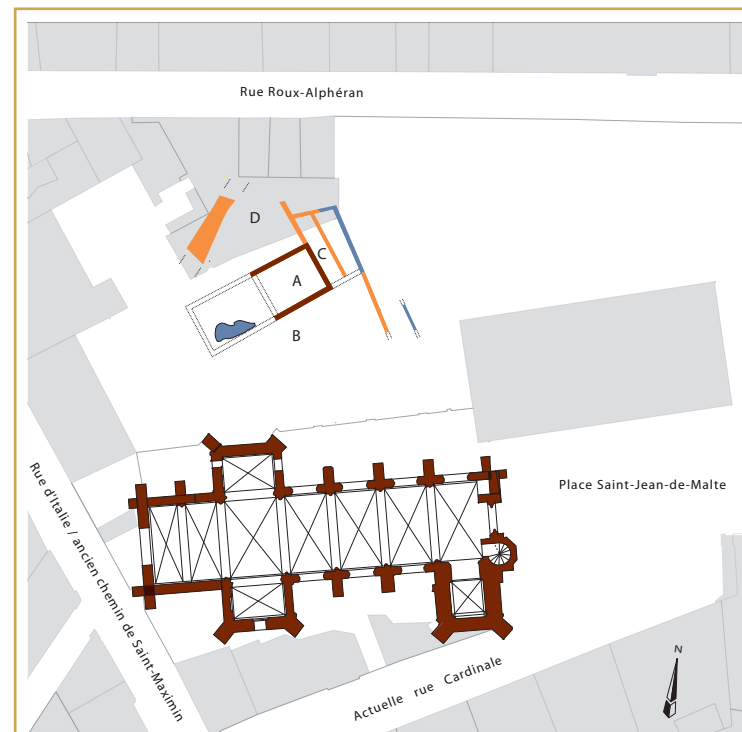 Rue Roux-Alphéran
D
C
A
B
Place Saint-Jean-de-Malte
Rue d'Italie / ancien chemin de Saint-Maximin
N
Actuelle rue Cardinale